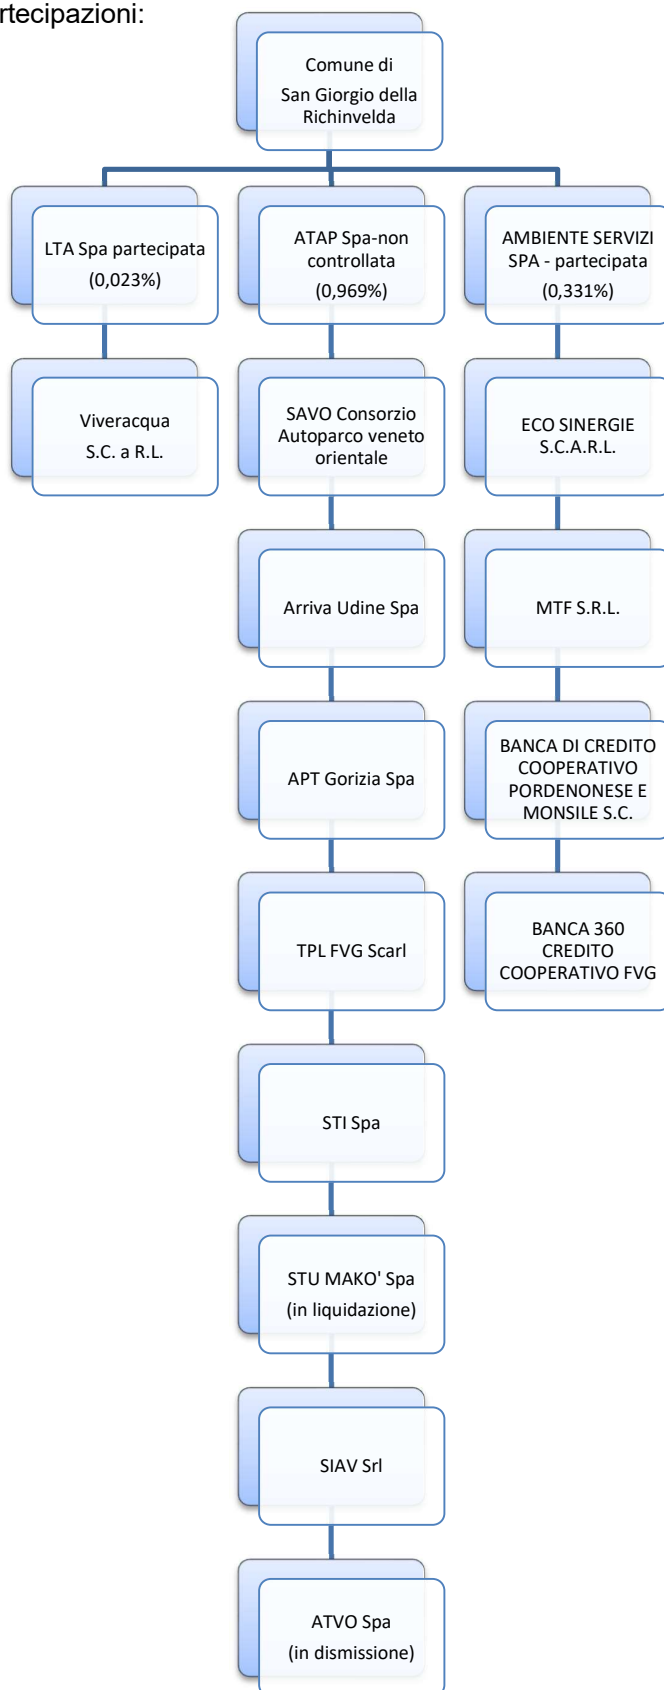 rtecipazioni:
Comune di
San Giorgio della
Richinvelda
LTA Spa partecipata
(0,023%)
ATAP Spa-non
controllata
(0,969%)
AMBIENTE SERVIZI
SPA - partecipata
(0,331%)
Viveracqua
S.C. a R.L.
SAVO Consorzio
Autoparco veneto
orientale
ECO SINERGIE
S.C.A.R.L.
Arriva Udine Spa
MTF S.R.L.
APT Gorizia Spa
BANCA DI CREDITO
COOPERATIVO
PORDENONESE E
MONSILE S.C.
TPL FVG Scarl
BANCA 360
CREDITO
COOPERATIVO FVG
STI Spa
STU MAKO' Spa
(in liquidazione)
SIAV Srl
ATVO Spa
(in dismissione)